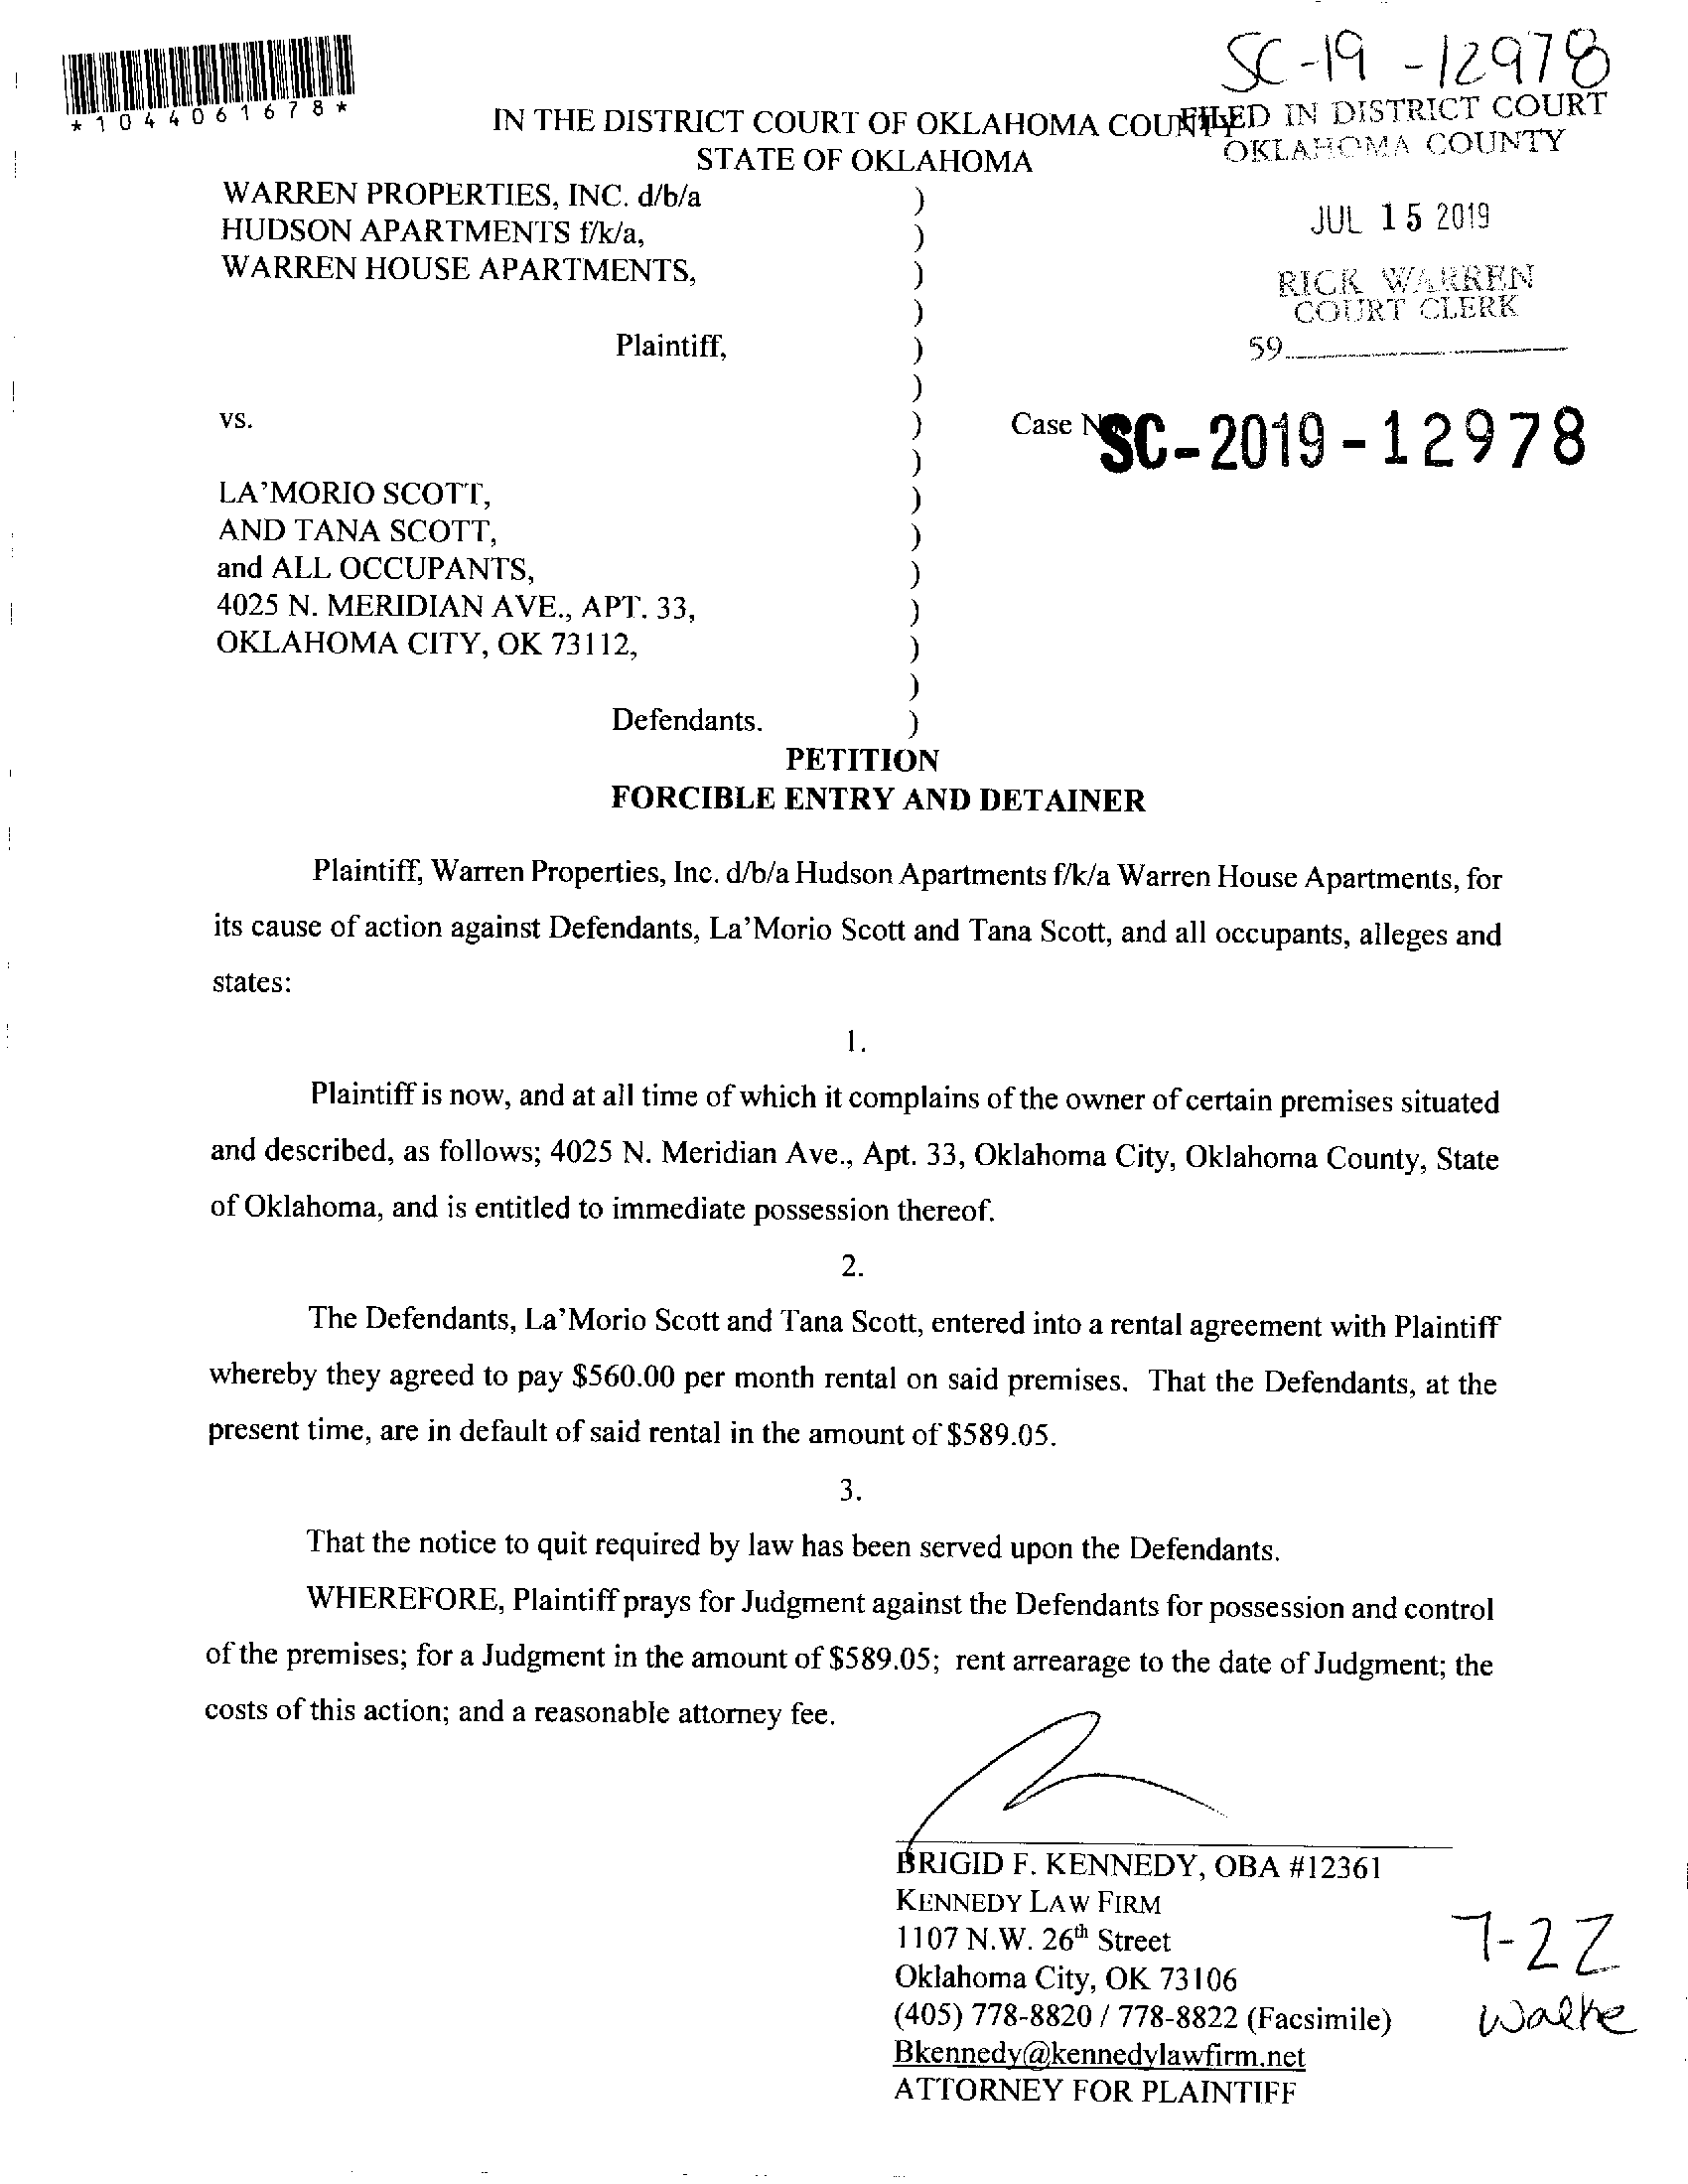 SC-19-12978
*1044061678*
IN THE DISTRICT COURT OF OKLAHOMA COUNTY
STATE OF OKLAHOMA
FILED IN DISTRICT COURT
OKLAHOMA COUNTY
JUL 15 2019
RICK WARREN
COURT CLERK
59
WARREN PROPERTIES, INC. d/b/a )
HUDSON APARTMENTS f/k/a, )
WARREN HOUSE APARTMENTS, )
)
Plaintiff, )
)
vs. ) Case No. SC-2019-12978
)
LA'MORIO SCOTT, )
AND TANA SCOTT, )
and ALL OCCUPANTS, )
4025 N. MERIDIAN AVE., APT. 33, )
OKLAHOMA CITY, OK 73112, )
)
Defendants. )
PETITION
FORCIBLE ENTRY AND DETAINER
Plaintiff, Warren Properties, Inc. d/b/a Hudson Apartments f/k/a Warren House Apartments, for
its cause of action against Defendants, La'Morio Scott and Tana Scott, and all occupants, alleges and
states:
1.
Plaintiff is now, and at all time of which it complains of the owner of certain premises situated
and described, as follows; 4025 N. Meridian Ave., Apt. 33, Oklahoma City, Oklahoma County, State
of Oklahoma, and is entitled to immediate possession thereof.
2.
The Defendants, La'Morio Scott and Tana Scott, entered into a rental agreement with Plaintiff
whereby they agreed to pay $560.00 per month rental on said premises. That the Defendants, at the
present time, are in default of said rental in the amount of $589.05.
3.
That the notice to quit required by law has been served upon the Defendants.
WHEREFORE, Plaintiff prays for Judgment against the Defendants for possession and control
of the premises; for a Judgment in the amount of $589.05; rent arrearage to the date of Judgment; the
costs of this action; and a reasonable attorney fee.
BRIGID F. KENNEDY, OBA #12361
KENNEDY LAW FIRM
1107 N.W. 26th Street
Oklahoma City, OK 73106
(405) 778-8820 / 778-8822 (Facsimile)
Bkennedy@kennedylawfirm.net
ATTORNEY FOR PLAINTIFF
7-22
Walke